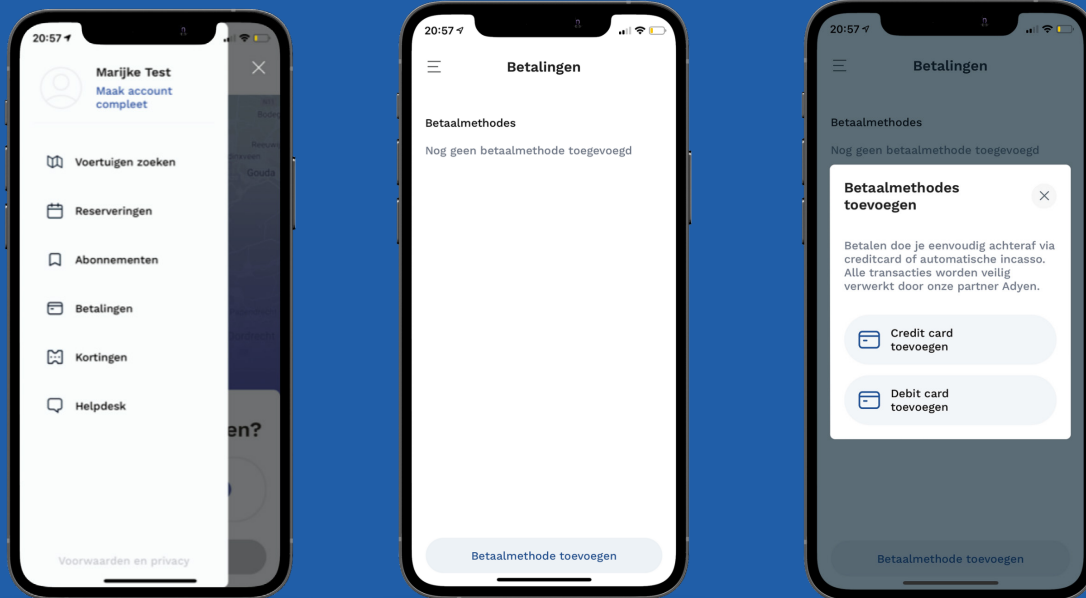 20:57
Marijke Test
Maak account
compleet
Voertuigen zoeken
Reserveringen
Abonnementen
Betalingen
Kortingen
Helpdesk
Voorwaarden en privacy
Gouda
en?
20:57
Betalingen
Betaalmethodes
Nog geen betaalmethode toegevoegd
Betaalmethode toevoegen
20:57
Betalingen
Betaalmethodes
Nog geen betaalmethode toegevoegd
Betaalmethodes
toevoegen
Betalen doe je eenvoudig achteraf via
creditcard of automatische incasso.
Alle transacties worden veilig
verwerkt door onze partner Adyen.
Credit card
toevoegen
Debit card
toevoegen
Betaalmethode toevoegen